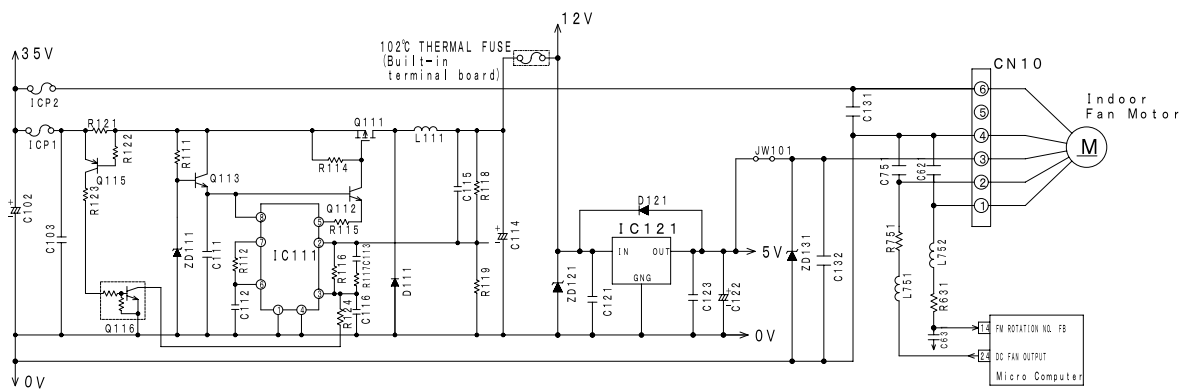 12V
35V
102℃ THERMAL FUSE
(Built-in
terminal board)
CN10
ICP2
C131
6
5
4
3
2
1
Indoor
Fan Motor
M
R121
ICP1
R122
Q111
L111
Q115
R123
R111
Q113
R114
Q112
R115
C115
R118
JW101
C751
C621
C102
C103
ZD111
C111
8
7
6
5
2
3
1
4
IC111
R112
C112
R116
C113
R117
R124
C116
D111
R119
C114
D121
IC121
IN
OUT
GNG
5V
ZD121
C121
C123
C122
ZD131
C132
R751
L751
L752
R631
C631
Q116
0V
14
FM ROTATION NO. FB
24
DC FAN OUTPUT
Micro Computer
0V